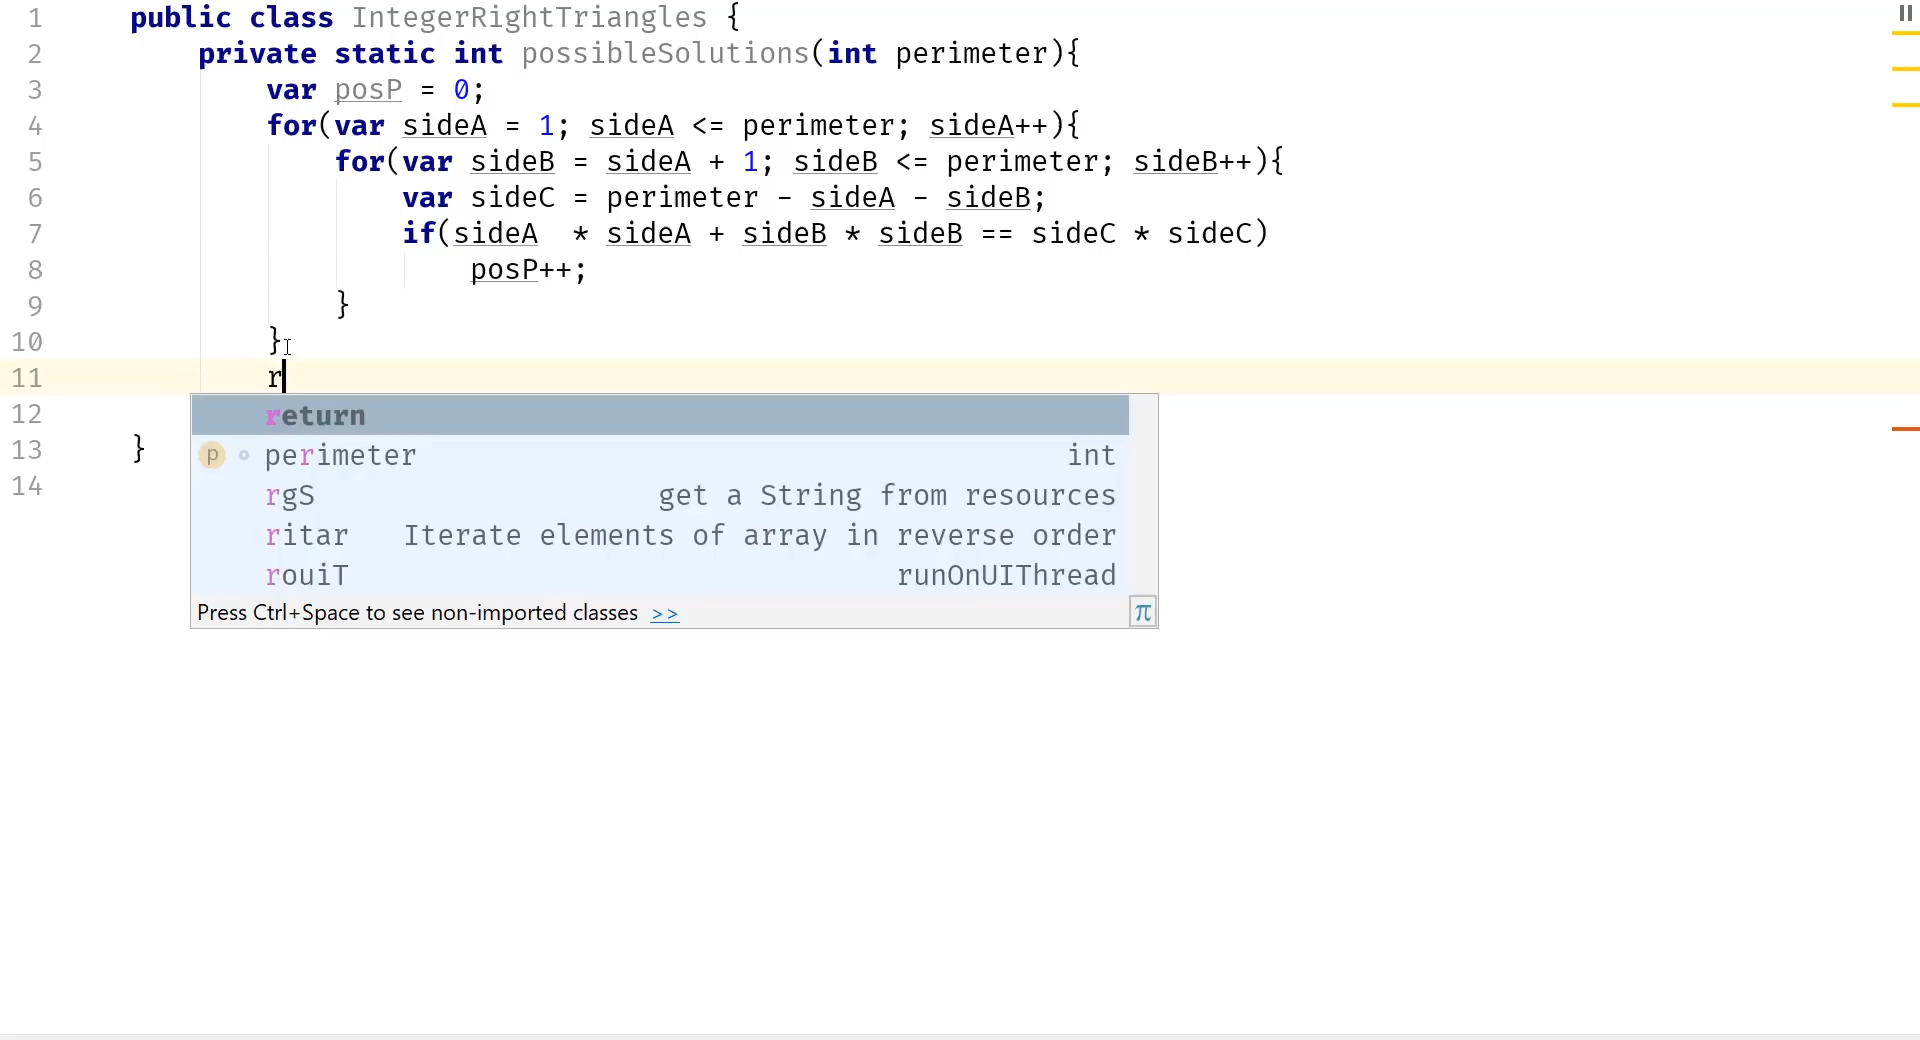 1 public class IntegerRightTriangles {
2 private static int possibleSolutions(int perimeter){
3 var posP = 0;
4 for(var sideA = 1; sideA <= perimeter; sideA++){
5 for(var sideB = sideA + 1; sideB <= perimeter; sideB++){
6 var sideC = perimeter - sideA - sideB;
7 if(sideA  * sideA + sideB * sideB == sideC * sideC)
8 posP++;
9 }
10 }
11 r
12
return
13 }
p perimeter int
14
rgS get a String from resources
ritar Iterate elements of array in reverse order
rouiT runOnUIThread
Press Ctrl+Space to see non-imported classes >> π